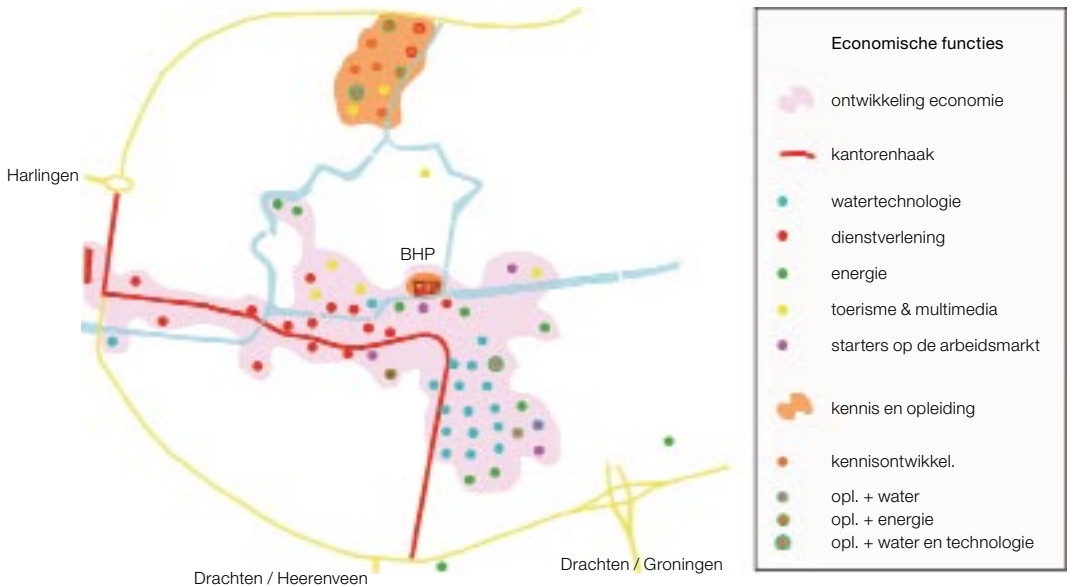 Harlingen
BHP
Drachten / Heerenveen
Drachten / Groningen
Economische functies
ontwikkeling economie
kantorenhaak
watertechnologie
dienstverlening
energie
toerisme & multimedia
starters op de arbeidsmarkt
kennis en opleiding
kennisontwikkel.
opl. + water
opl. + energie
opl. + water en technologie